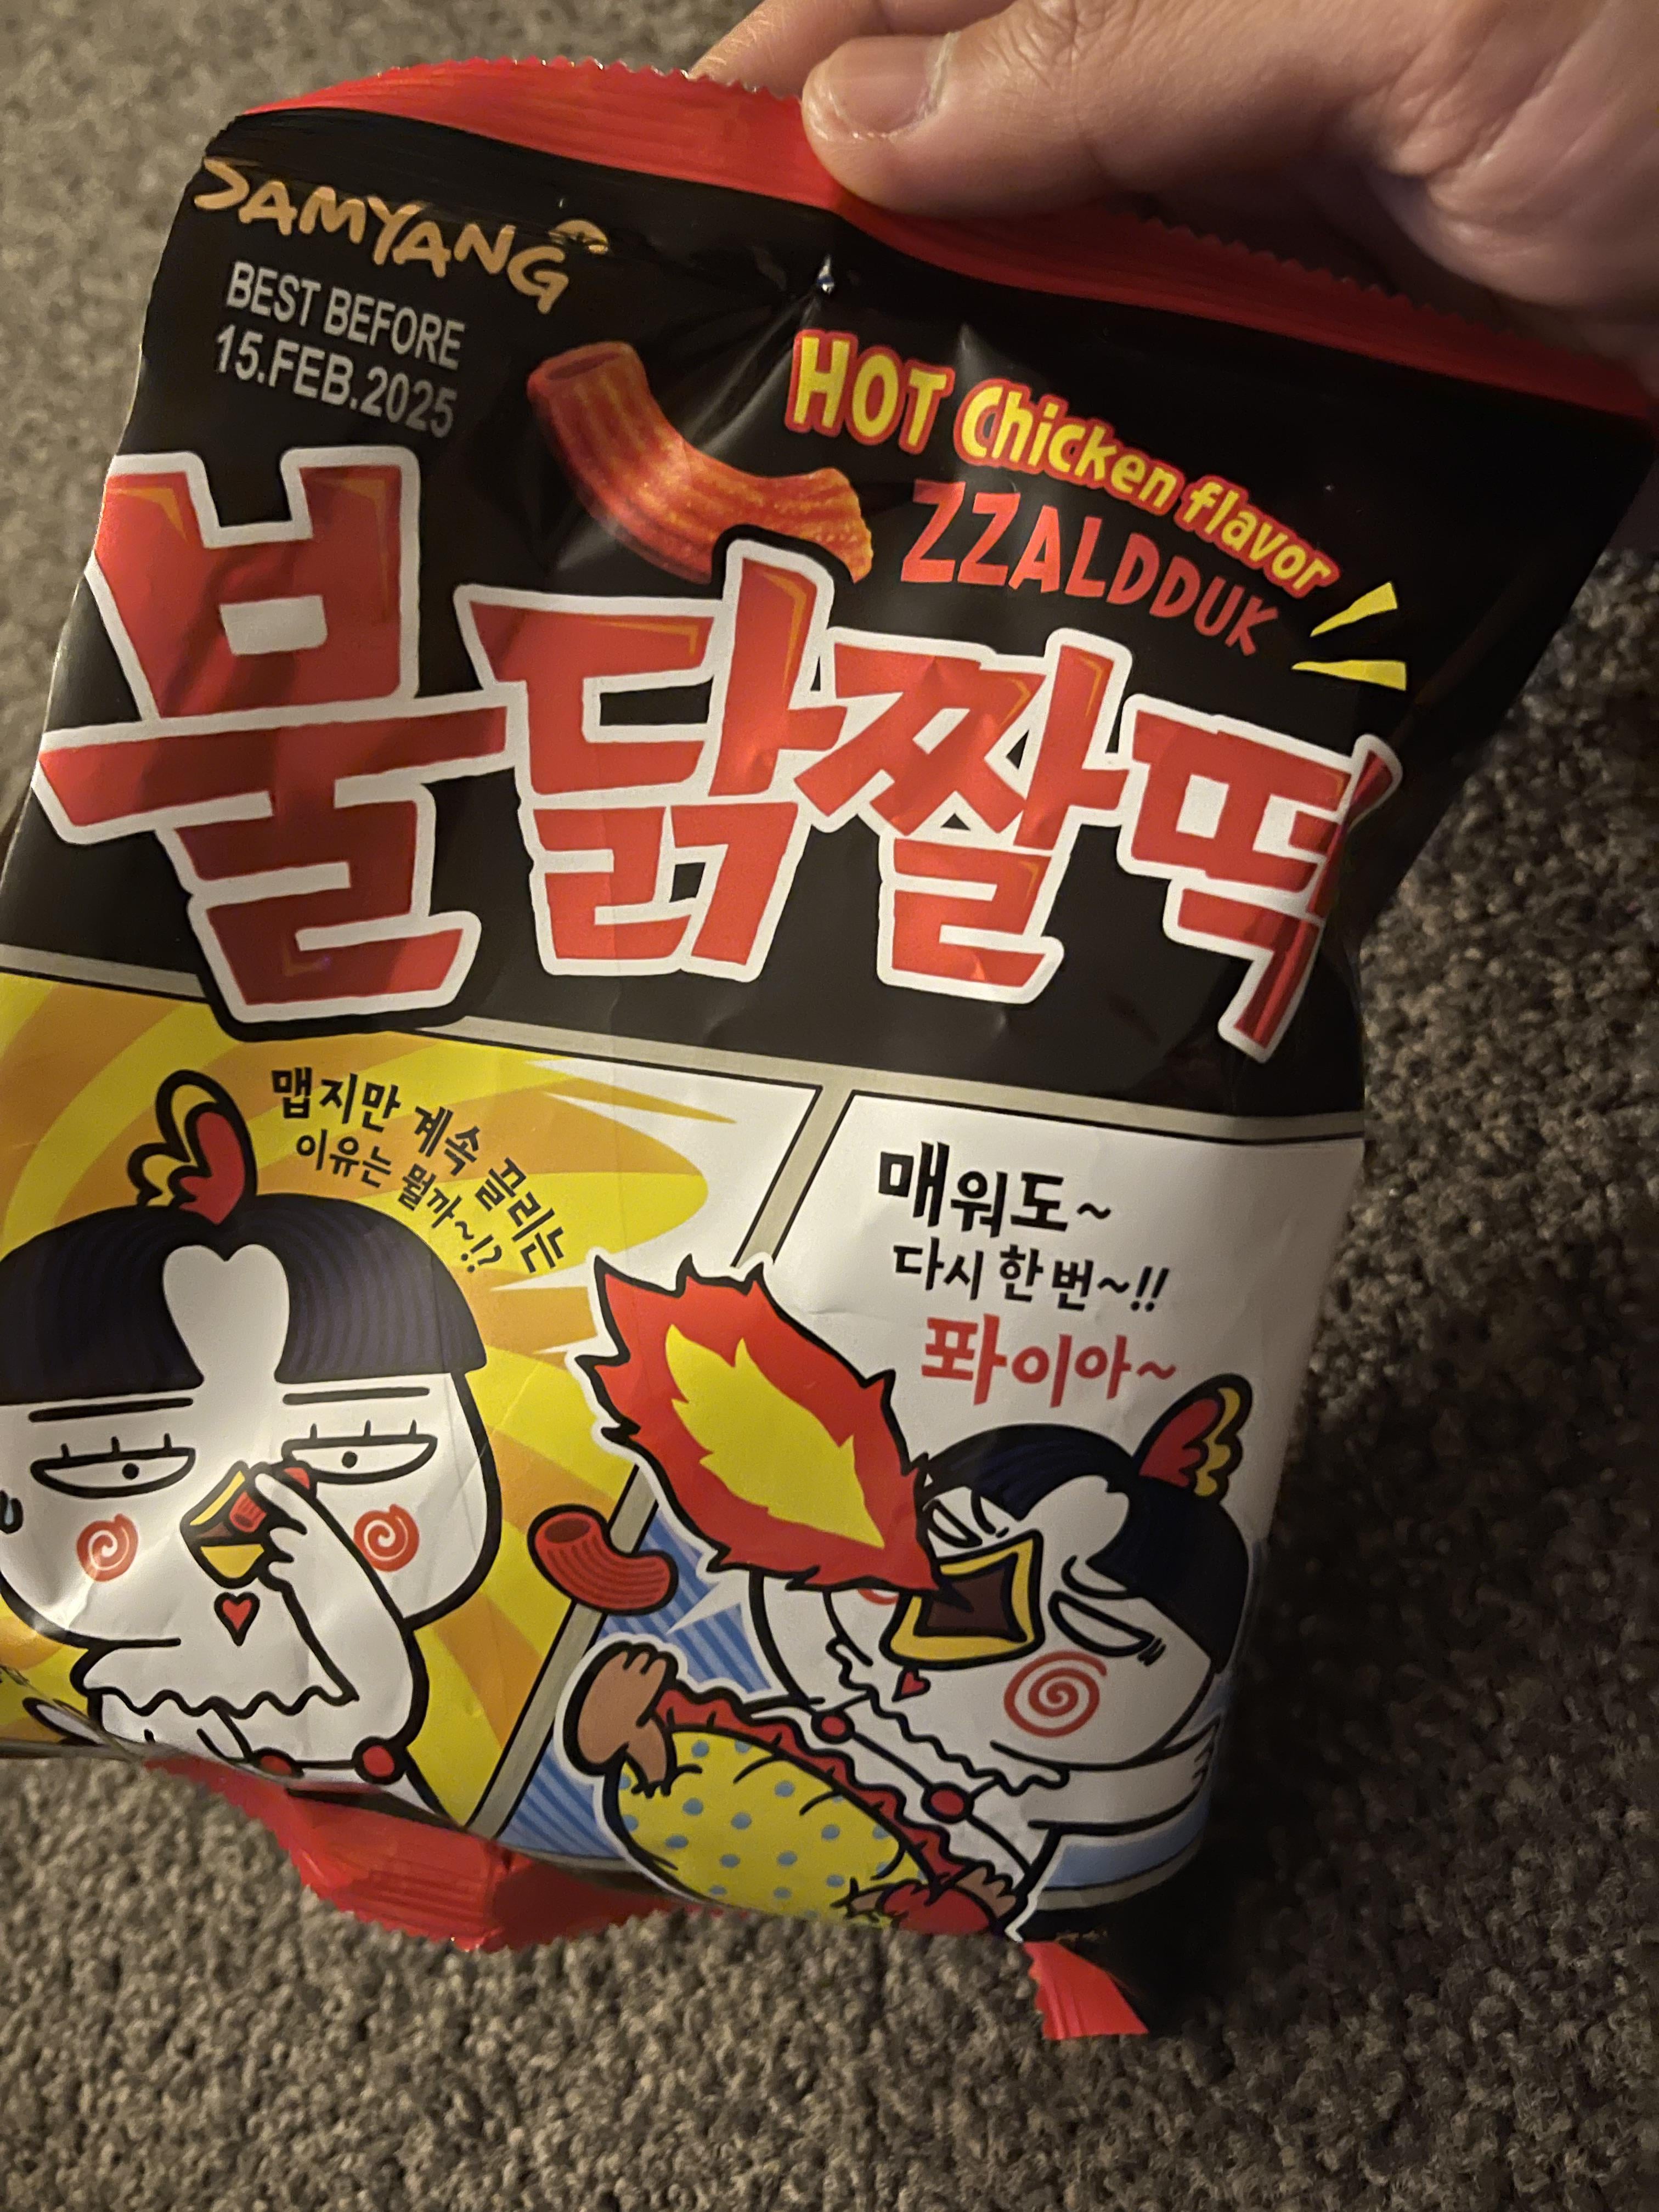 SAMYANG
BEST BEFORE
15.FEB.2025
HOT Chicken flavor
ZZALDDUK
불닭짤떡
맵지만 계속 끌리는
이유는 뭘까~!?
매워도~
다시 한 번~!!
퐈이아~